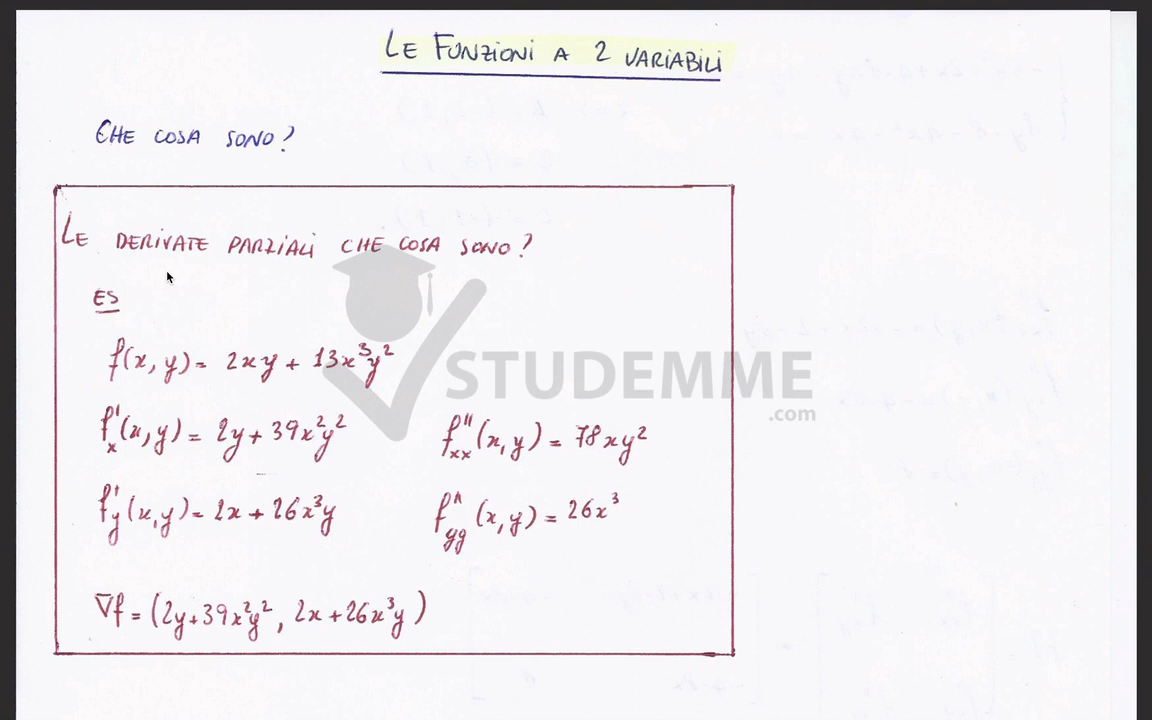 LE FUNZIONI A 2 VARIABILI
CHE COSA SONO?
LE DERIVATE PARZIALI CHE COSA SONO?
ES
f(x,y)= 2xy + 13x³y²
f'x(x,y)= 2y+39x²y² f''xx(x,y)= 78xy²
f'y(x,y)= 2x+26x³y f''yy(x,y)= 26x³
∇f=(2y+39x²y², 2x+26x³y)
STUDEMME
.com